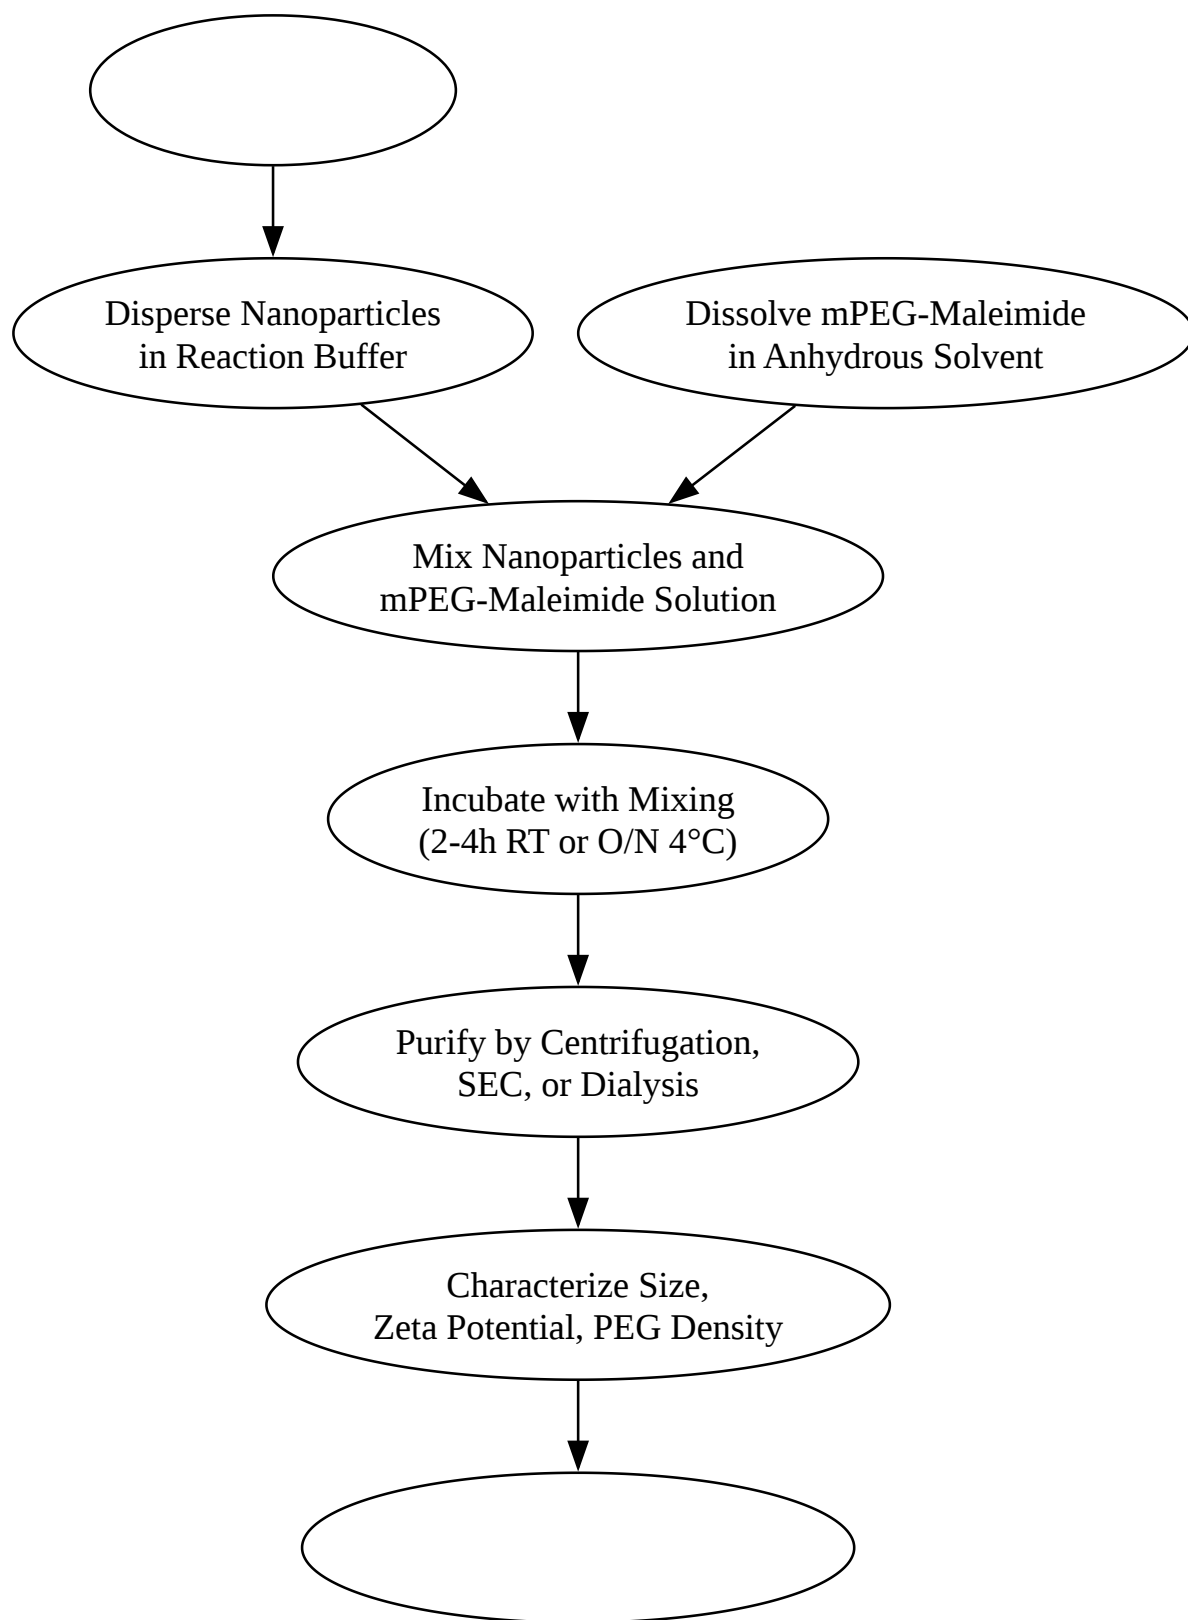 Disperse Nanoparticles
in Reaction Buffer
Dissolve mPEG-Maleimide
in Anhydrous Solvent
Mix Nanoparticles and
mPEG-Maleimide Solution
Incubate with Mixing
(2-4h RT or O/N 4°C)
Purify by Centrifugation,
SEC, or Dialysis
Characterize Size,
Zeta Potential, PEG Density